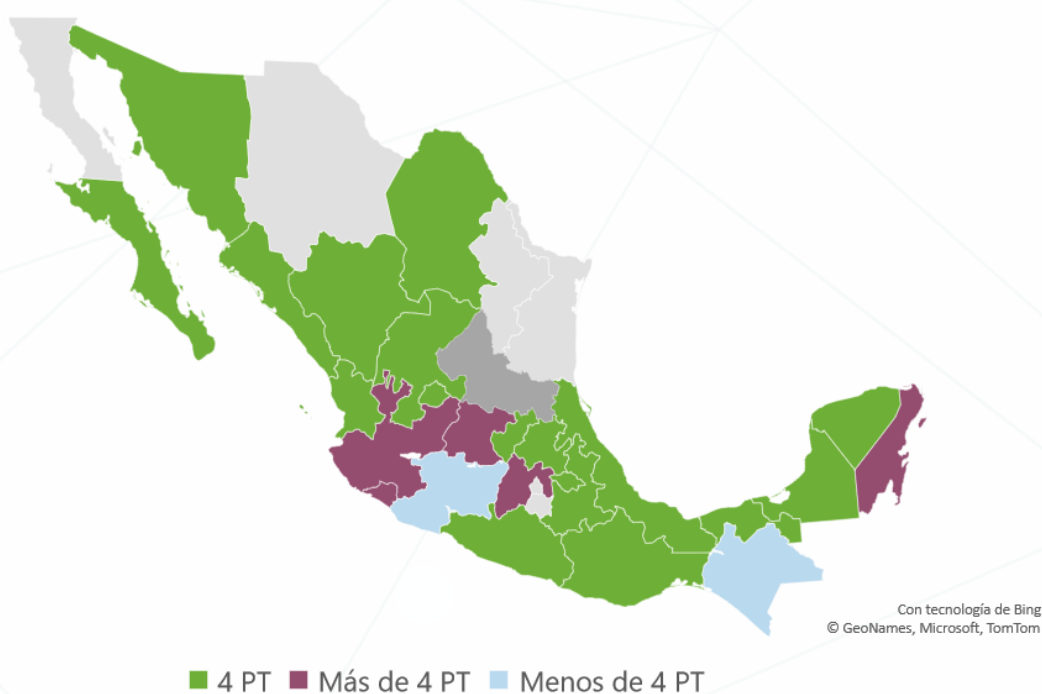 Con tecnología de Bing
© GeoNames, Microsoft, TomTom
4 PT Más de 4 PT Menos de 4 PT